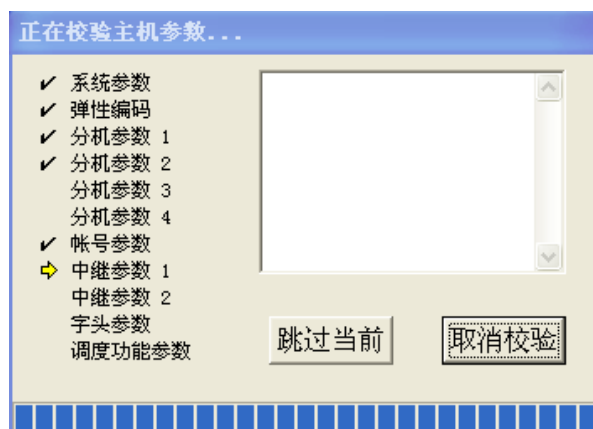 正在校验主机参数...
系统参数
弹性编码
分机参数 1
分机参数 2
分机参数 3
分机参数 4
帐号参数
中继参数 1
中继参数 2
字头参数
调度功能参数
跳过当前
取消校验